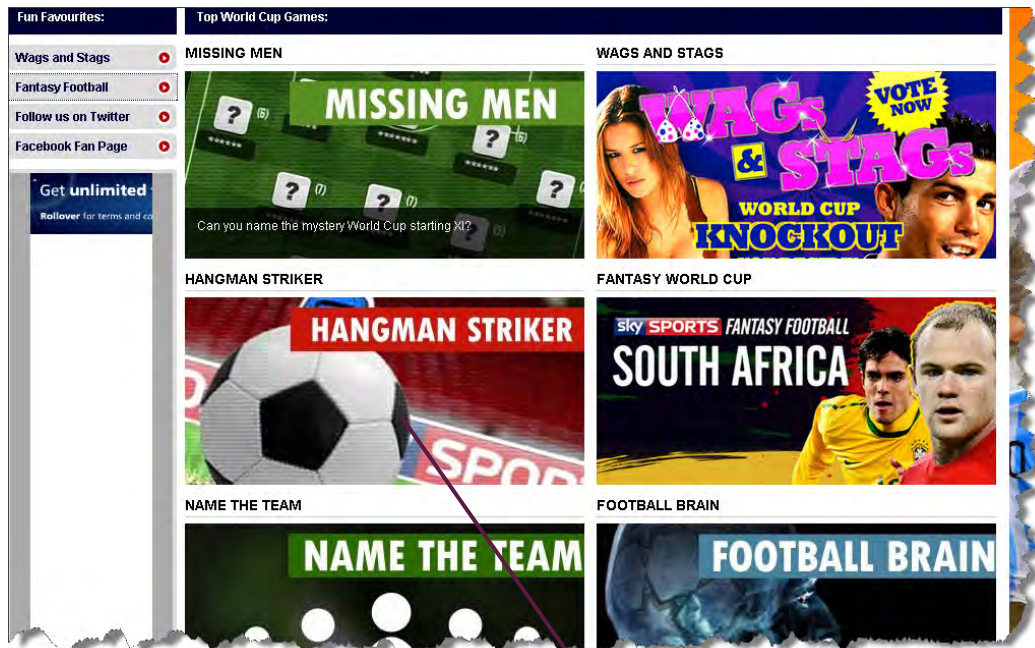 Fun Favourites:
Top World Cup Games:
Wags and Stags
Fantasy Football
Follow us on Twitter
Facebook Fan Page
Get unlimited
Rollover for terms and co
MISSING MEN
MISSING MEN
?
(6)
******
?
(6)
******
?
?
(7)
?
(7)
?
(5)
Can you name the mystery World Cup starting XI?
WAGS AND STAGS
WAGs
& STAGs
VOTE
NOW
WORLD CUP
KNOCKOUT
HANGMAN STRIKER
HANGMAN STRIKER
SPOR
FANTASY WORLD CUP
sky SPORTS FANTASY FOOTBALL
SOUTH AFRICA
NAME THE TEAM
NAME THE TEAM
FOOTBALL BRAIN
FOOTBALL BRAIN